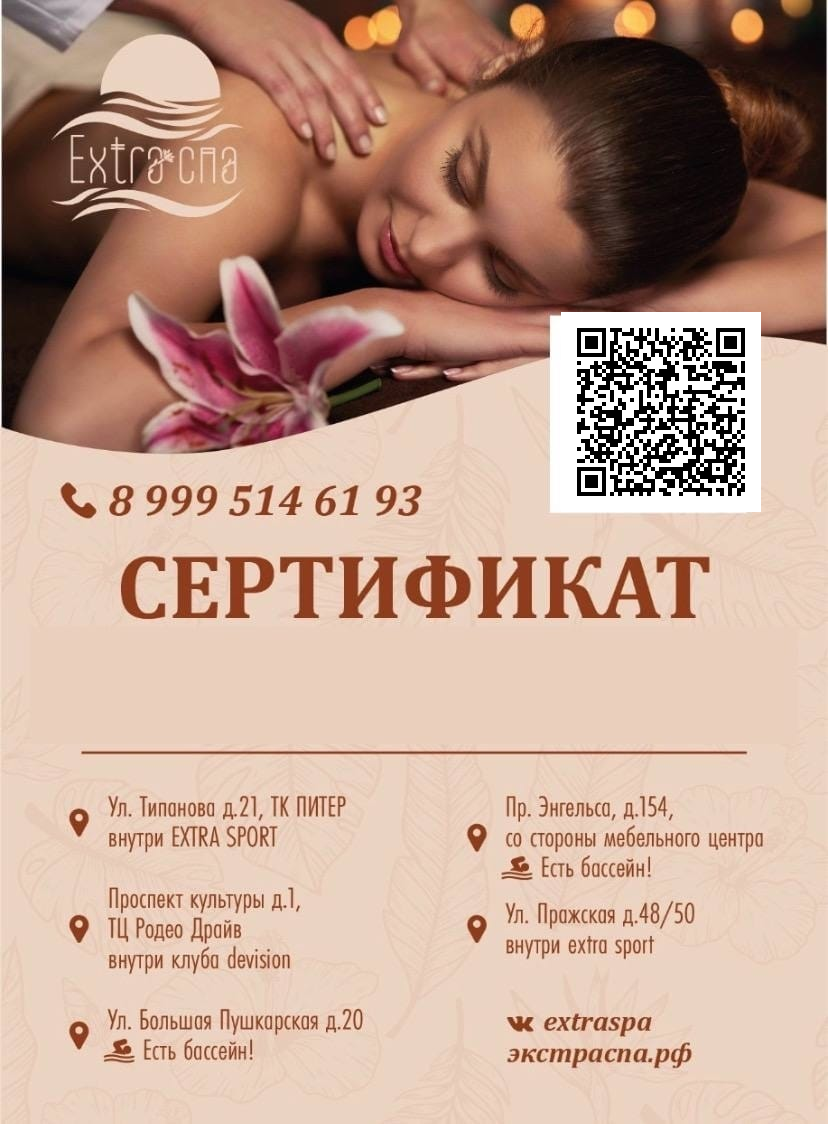 Extra спа
8 999 514 61 93
СЕРТИФИКАТ
Ул. Типанова д.21, ТК ПИТЕР
внутри EXTRA SPORT
Проспект культуры д.1,
ТЦ Родео Драйв
внутри клуба devision
Ул. Большая Пушкарская д.20
Есть бассейн!
Пр. Энгельса, д.154,
со стороны мебельного центра
Есть бассейн!
Ул. Пражская д.48/50
внутри extra sport
extraspa
экстраспа.рф